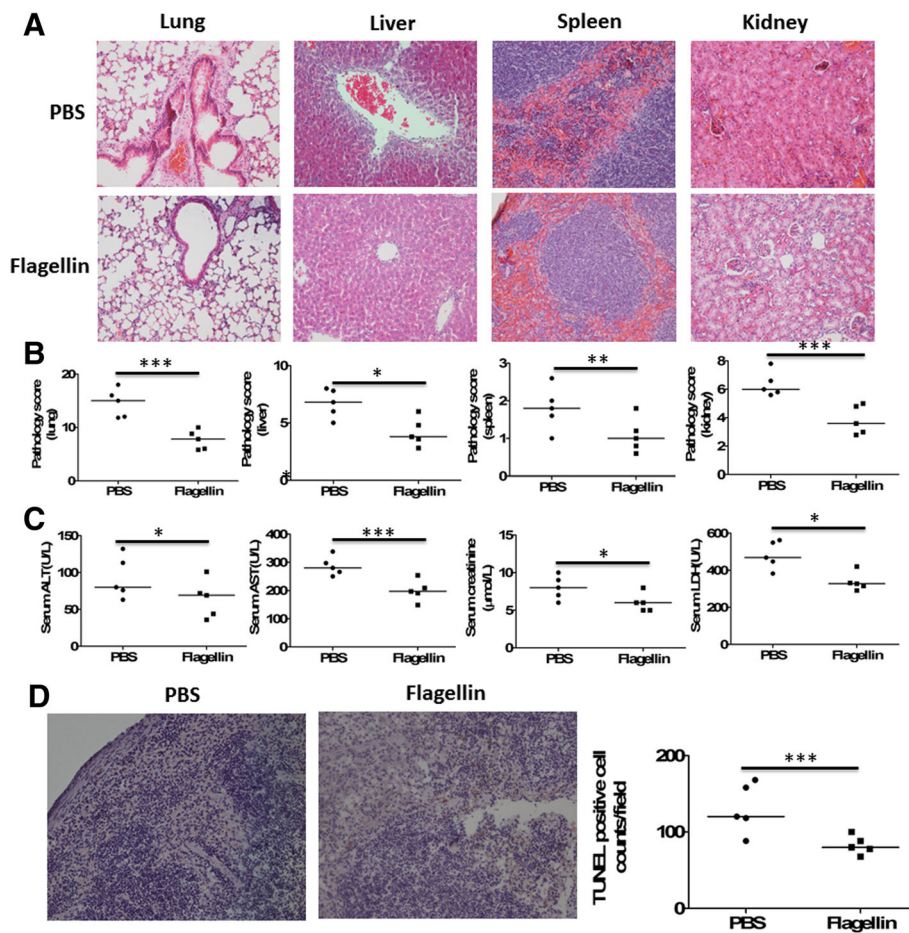 A
Lung
Liver
Spleen
Kidney
PBS
Flagellin
B
Pathology score
(lung)
20
15
10
5
0
***
PBS
Flagellin
Pathology score
(liver)
10
5
0
*
*
PBS
Flagellin
Pathology score
(spleen)
3
2
1
0
**
PBS
Flagellin
Pathology score
(kidney)
8
6
4
2
0
***
PBS
Flagellin
C
Serum ALT(U/L)
150
100
50
0
*
PBS
Flagellin
Serum AST(U/L)
400
300
200
100
0
***
PBS
Flagellin
Serum creatinine
(μmol/L)
15
10
5
0
*
PBS
Flagellin
Serum LDH(U/L)
600
400
200
0
*
PBS
Flagellin
D
PBS
Flagellin
TUNEL positive cell
counts/field
200
100
0
***
PBS
Flagellin